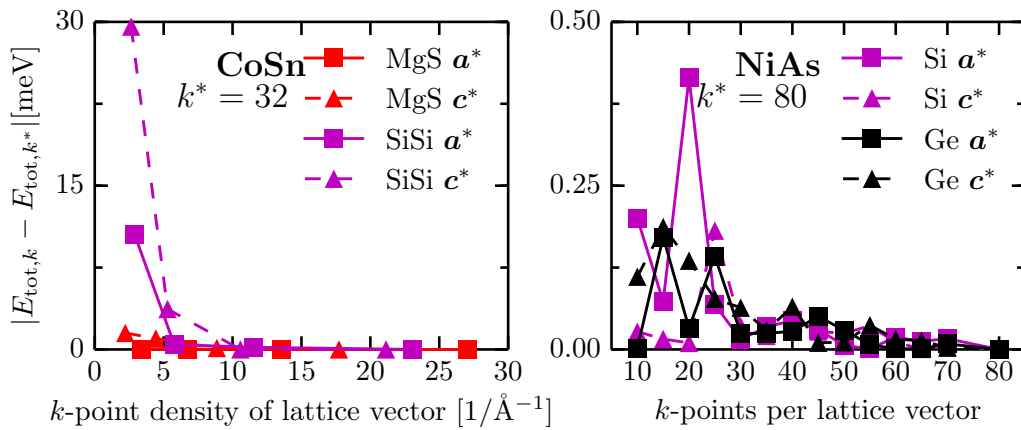 |E_tot,k − E_tot,k*| [meV]
30
15
0
0 5 10 15 20 25 30
k-point density of lattice vector [1/Å⁻¹]
CoSn
k* = 32
MgS a*
MgS c*
SiSi a*
SiSi c*
0.50
0.25
0.00
10 20 30 40 50 60 70 80
k-points per lattice vector
NiAs
k* = 80
Si a*
Si c*
Ge a*
Ge c*